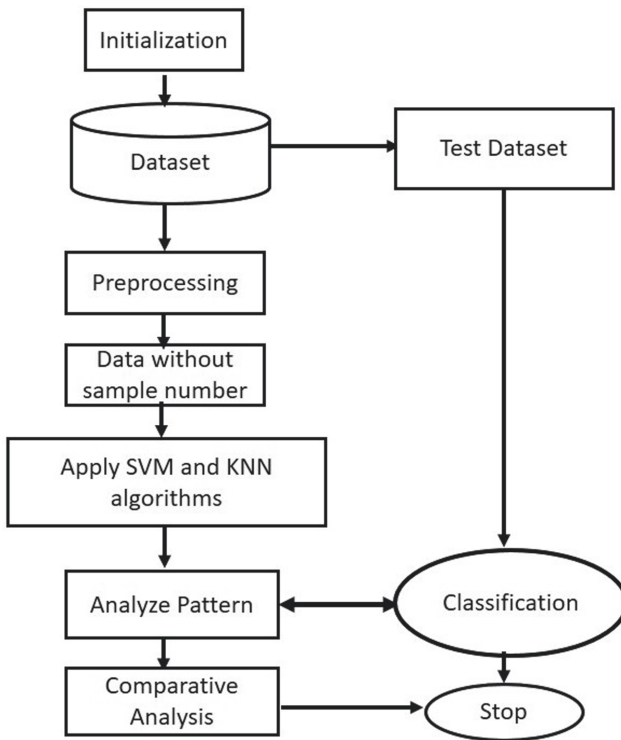 Initialization
Dataset
Test Dataset
Preprocessing
Data without
sample number
Apply SVM and KNN
algorithms
Analyze Pattern
Classification
Comparative
Analysis
Stop